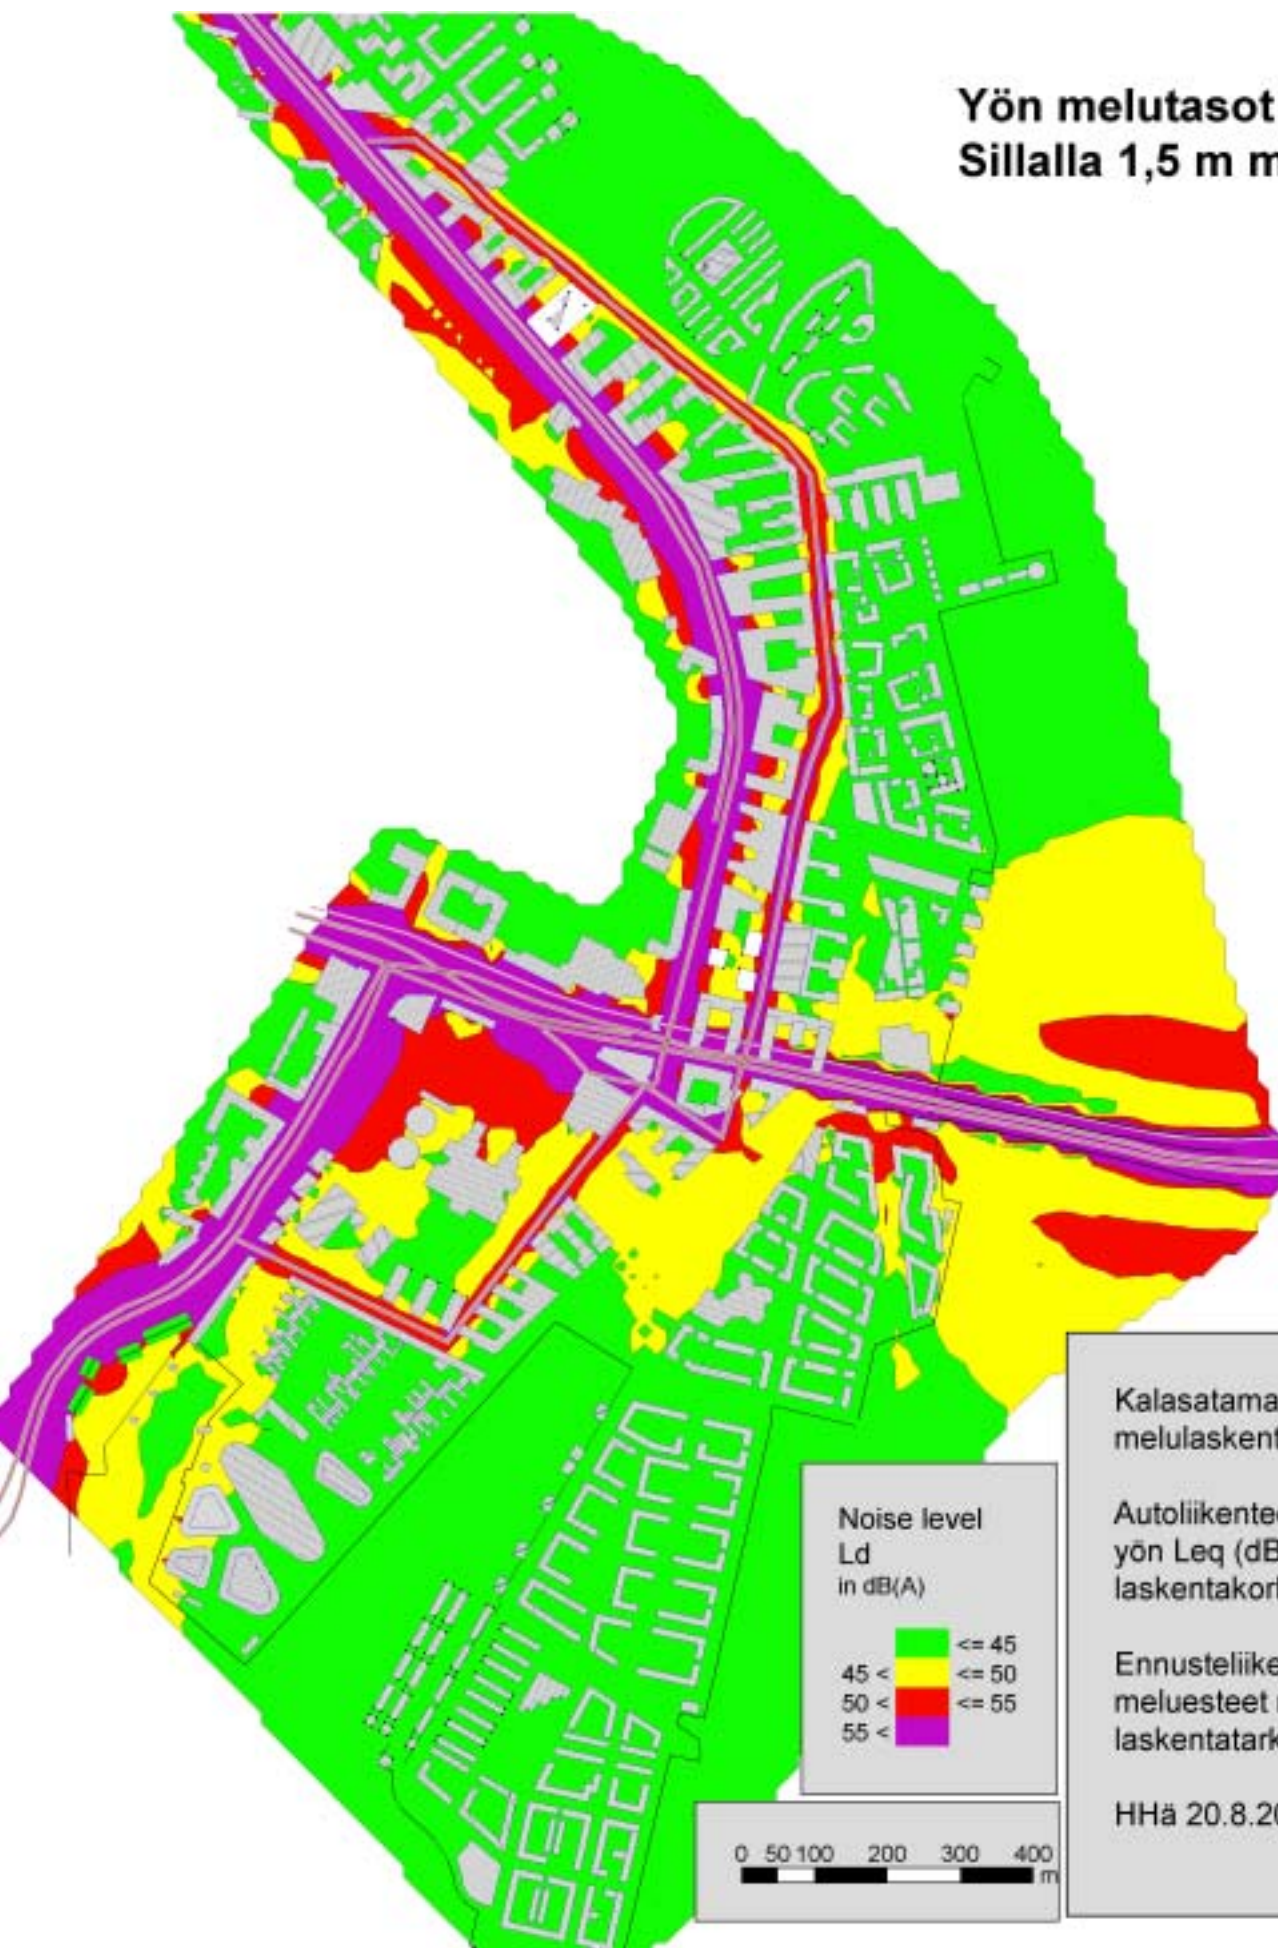 Yön melutasot
Sillalla 1,5 m m
Noise level
Ld
in dB(A)
<= 45
45 < <= 50
50 < <= 55
55 <
0 50 100 200 300 400
m
Kalasatama
melulaskent
Autoliikentee
yön Leq (dB
laskentakor
Ennusteliike
meluesteet
laskentatark
HHä 20.8.20